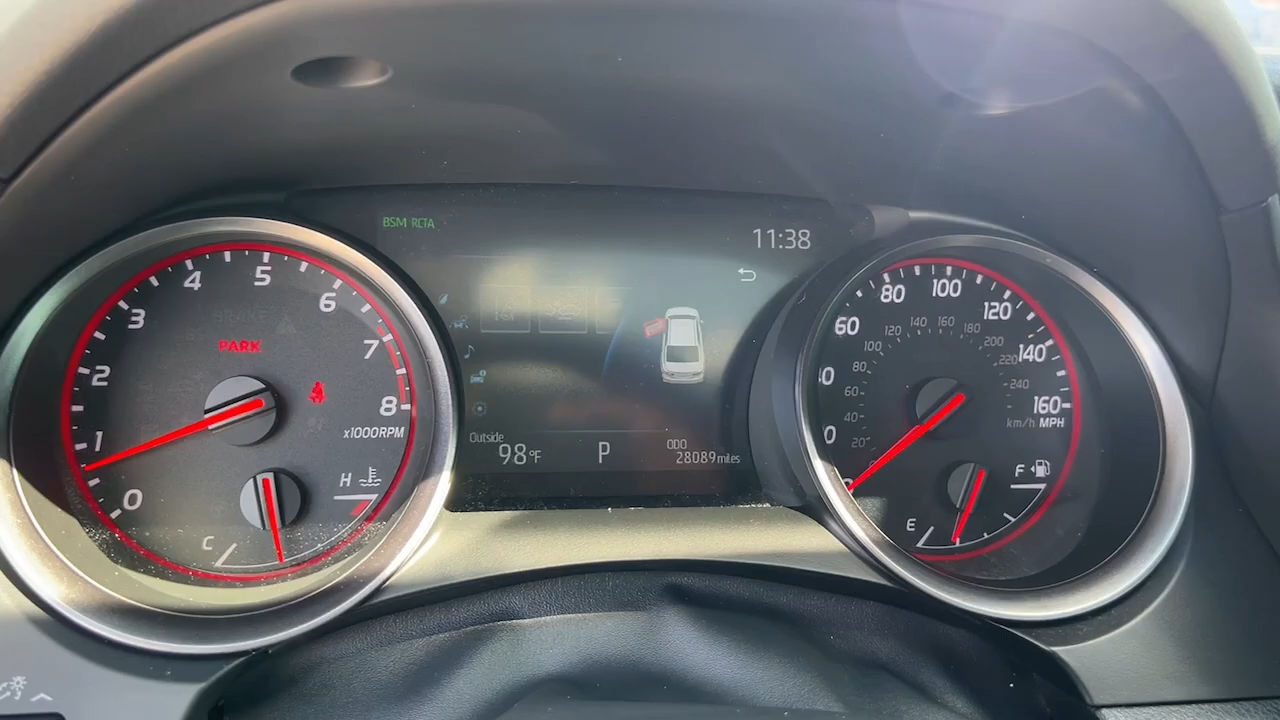 BSM RCTA
11:38
4
5
6
3
7
2
8
1
0
PARK
x1000RPM
H
C
Outside
98°F
P
ODO
28089 miles
60
80
100
120
140
160
km/h MPH
20
40
60
80
100
120
140
160
180
200
220
240
F
E